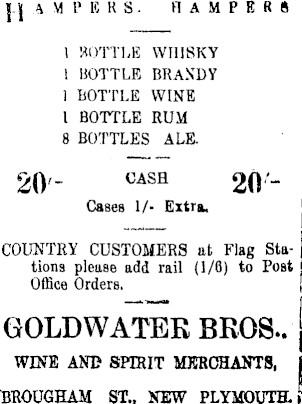 HAMPERS. HAMPERS
1 BOTTLE WHISKY
1 BOTTLE BRANDY
1 BOTTLE WINE
1 BOTTLE RUM
8 BOTTLES ALE.
20/- CASH 20/-
Cases 1/- Extra.
COUNTRY CUSTOMERS at Flag Sta-
tions please add rail (1/6) to Post
Office Orders.
GOLDWATER BROS.,
WINE AND SPIRIT MERCHANTS,
BROUGHAM ST., NEW PLYMOUTH.